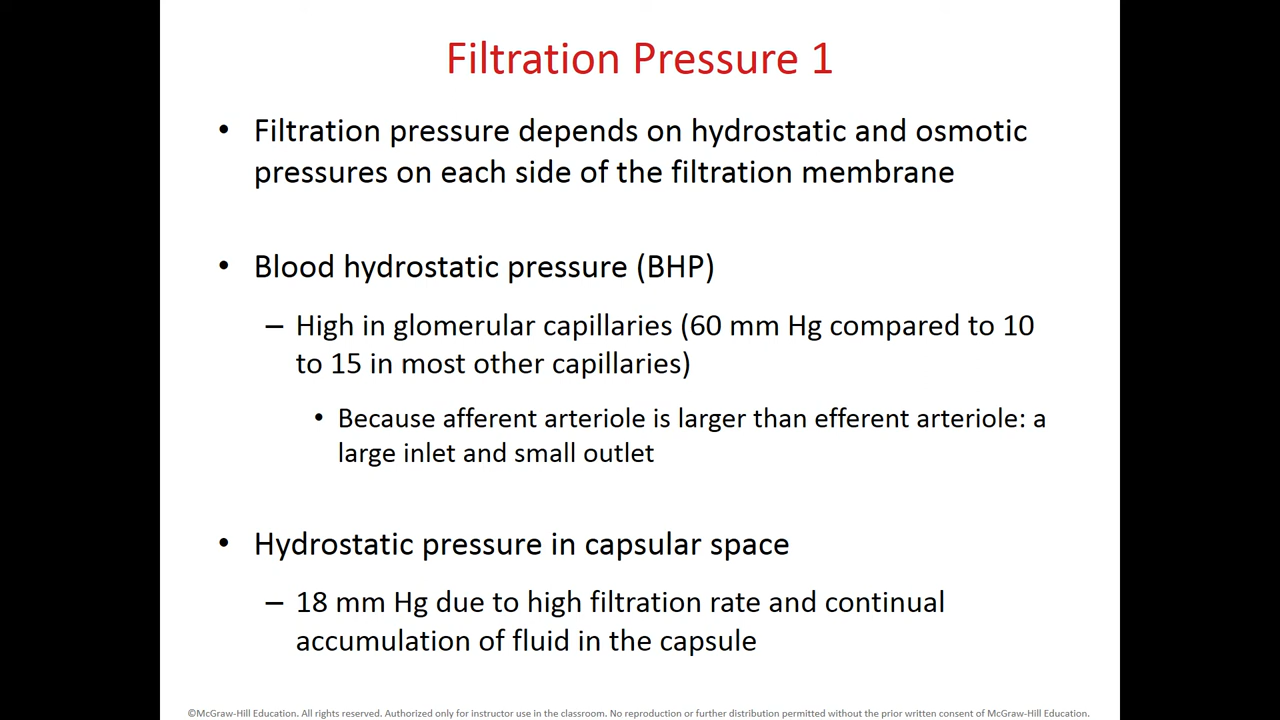 Filtration Pressure 1
• Filtration pressure depends on hydrostatic and osmotic
pressures on each side of the filtration membrane
• Blood hydrostatic pressure (BHP)
– High in glomerular capillaries (60 mm Hg compared to 10
to 15 in most other capillaries)
• Because afferent arteriole is larger than efferent arteriole: a
large inlet and small outlet
• Hydrostatic pressure in capsular space
– 18 mm Hg due to high filtration rate and continual
accumulation of fluid in the capsule
©McGraw-Hill Education. All rights reserved. Authorized only for instructor use in the classroom. No reproduction or further distribution permitted without the prior written consent of McGraw-Hill Education.